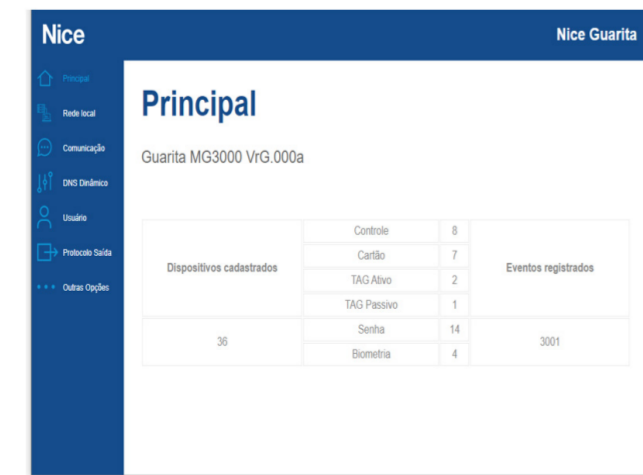 Nice
Nice Guarita
Principal
Rede local
Comunicação
DNS Dinâmico
Usuário
Protocolo Saída
Outras Opções
Principal
Guarita MG3000 VrG.000a
Dispositivos cadastrados
36
Controle 8
Cartão 7
TAG Ativo 2
TAG Passivo 1
Senha 14
Biometria 4
Eventos registrados
3001